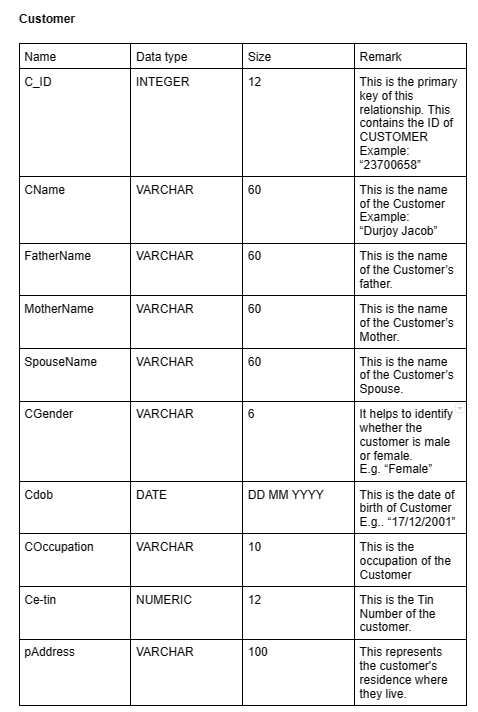 Customer
Name Data type Size Remark
C_ID INTEGER 12 This is the primary
key of this
relationship. This
contains the ID of
CUSTOMER
Example:
“23700658”
CName VARCHAR 60 This is the name
of the Customer
Example:
“Durjoy Jacob”
FatherName VARCHAR 60 This is the name
of the Customer’s
father.
MotherName VARCHAR 60 This is the name
of the Customer’s
Mother.
SpouseName VARCHAR 60 This is the name
of the Customer’s
Spouse.
CGender VARCHAR 6 It helps to identify
whether the
customer is male
or female.
E.g. “Female”
Cdob DATE DD MM YYYY This is the date of
birth of Customer
E.g.. “17/12/2001”
COccupation VARCHAR 10 This is the
occupation of the
Customer
Ce-tin NUMERIC 12 This is the Tin
Number of the
customer.
pAddress VARCHAR 100 This represents
the customer's
residence where
they live.